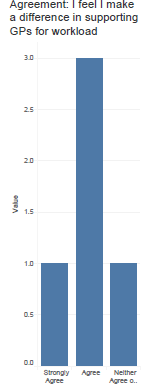 Agreement: I feel I make
a difference in supporting
GPs for workload
3.0
2.5
2.0
1.5
1.0
0.5
0.0
Value
Strongly
Agree
Agree
Neither
Agree o..